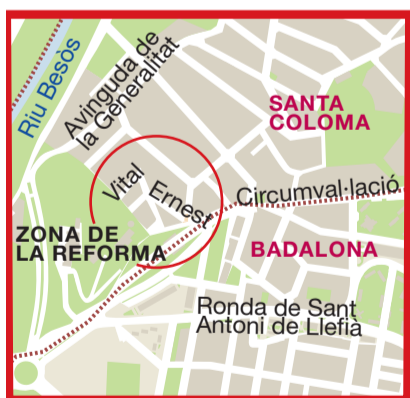 Riu Besòs
Avinguda de
la Generalitat
SANTA
COLOMA
Vital
Ernest
Circumval·lació
ZONA DE
LA REFORMA
BADALONA
Ronda de Sant
Antoni de Llefià